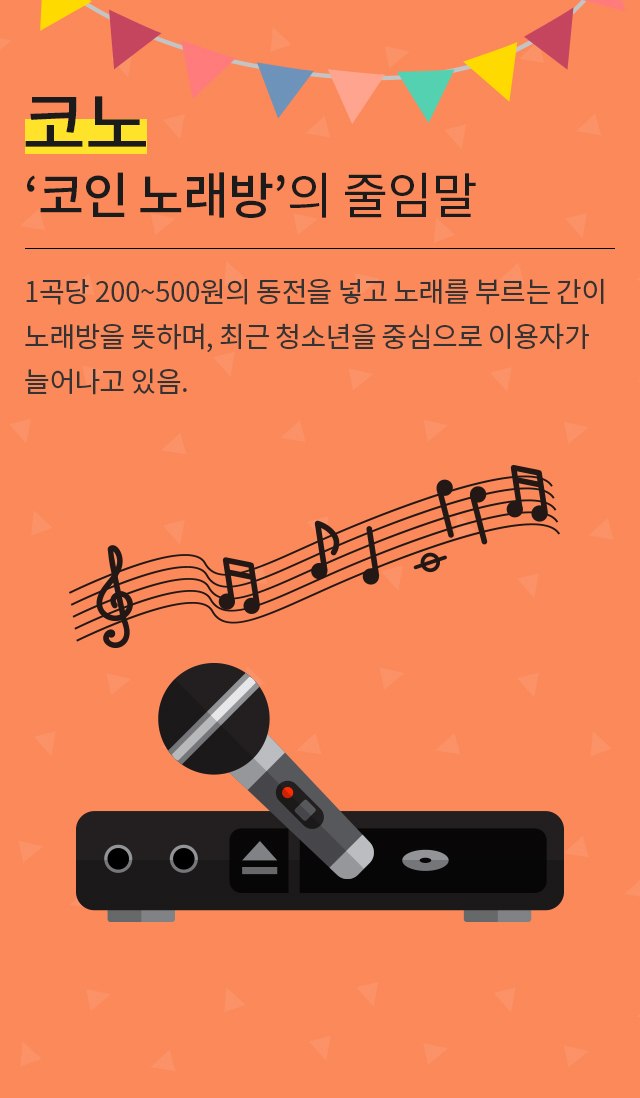 코노
‘코인 노래방’의 줄임말
1곡당 200~500원의 동전을 넣고 노래를 부르는 간이
노래방을 뜻하며, 최근 청소년을 중심으로 이용자가
늘어나고 있음.